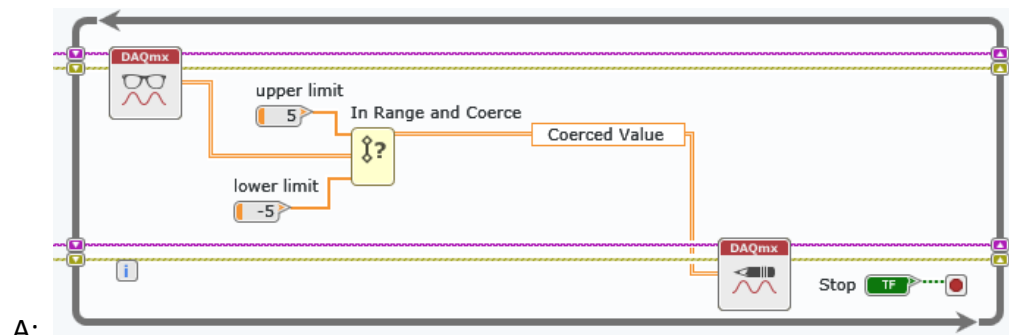 DAQmx
upper limit
5
In Range and Coerce
?
Coerced Value
lower limit
-5
DAQmx
i
Stop TF
A: